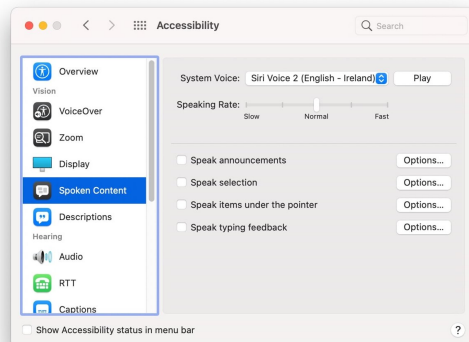 Accessibility
Search
Overview
Vision
VoiceOver
Zoom
Display
Spoken Content
Descriptions
Hearing
Audio
RTT
Captions
System Voice: Siri Voice 2 (English - Ireland) Play
Speaking Rate:
Slow Normal Fast
Speak announcements Options...
Speak selection Options...
Speak items under the pointer Options...
Speak typing feedback Options...
Show Accessibility status in menu bar ?